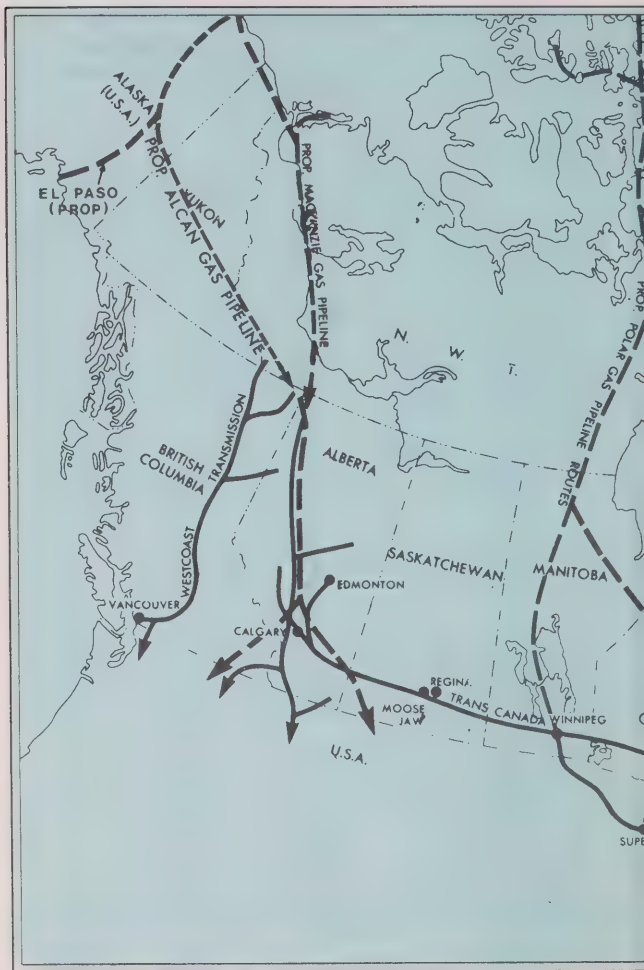 ALASKA
(U.S.A)
EL PASO
(PROP)
PROP ALCAN GAS PIPELINE
YUKON
PROP MACKENZIE GAS PIPELINE
N. W. T.
PROP POLAR GAS PIPELINE ROUTES
BRITISH
COLUMBIA
WESTCOAST TRANSMISSION
ALBERTA
SASKATCHEWAN
MANITOBA
EDMONTON
VANCOUVER
CALGARY
REGINA
MOOSE
JAW
TRANS CANADA
WINNIPEG
U.S.A.
SUPE